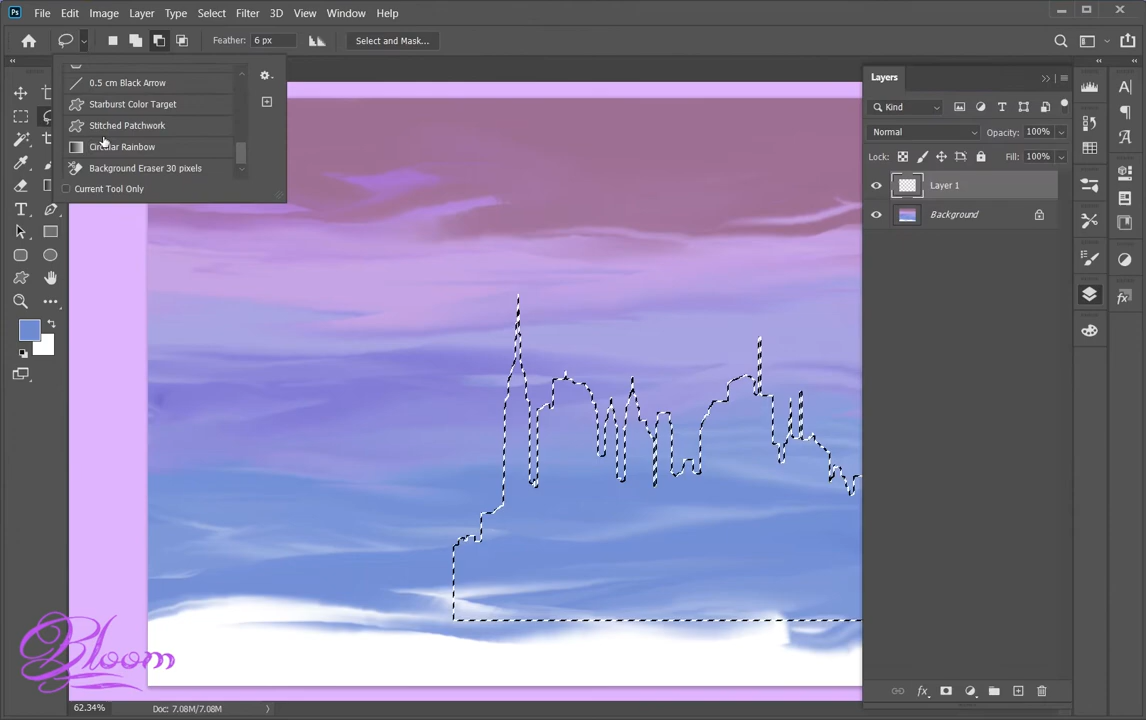 Ps File Edit Image Layer Type Select Filter 3D View Window Help
Feather: 6 px Select and Mask...
0.5 cm Black Arrow
Starburst Color Target
Stitched Patchwork
Circular Rainbow
Background Eraser 30 pixels
Current Tool Only
Layers
Kind
Normal Opacity: 100%
Lock: Fill: 100%
Layer 1
Background
Bloom
62.34% Doc: 7.08M/7.08M